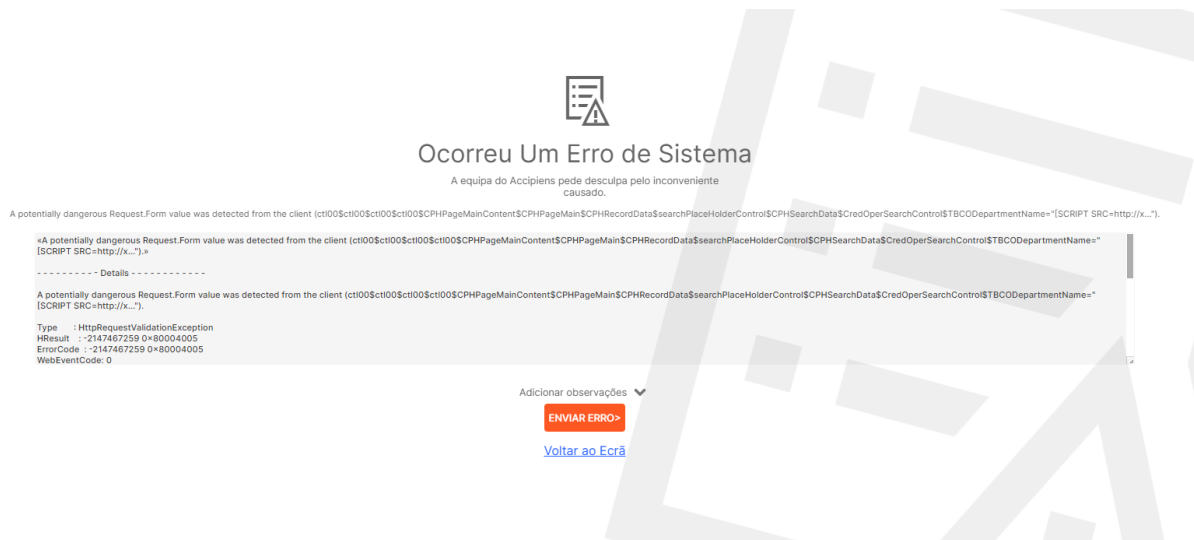 Ocorreu Um Erro de Sistema
A equipa do Accipiens pede desculpa pelo inconveniente
causado.
A potentially dangerous Request.Form value was detected from the client (ctl00$ctl00$ctl00$ctl00$CPHPageMainContent$CPHPageMain$CPHRecordData$searchPlaceHolderControl$CPHSearchData$CredOperSearchControl$TBCODepartmentName="[SCRIPT SRC=http://x...").
«A potentially dangerous Request.Form value was detected from the client (ctl00$ctl00$ctl00$ctl00$CPHPageMainContent$CPHPageMain$CPHRecordData$searchPlaceHolderControl$CPHSearchData$CredOperSearchControl$TBCODepartmentName="
[SCRIPT SRC=http://x...").»
- - - - - - - - - - Details - - - - - - - - - - - -
A potentially dangerous Request.Form value was detected from the client (ctl00$ctl00$ctl00$ctl00$CPHPageMainContent$CPHPageMain$CPHRecordData$searchPlaceHolderControl$CPHSearchData$CredOperSearchControl$TBCODepartmentName="
[SCRIPT SRC=http://x...").
Type : HttpRequestValidationException
HResult : -2147467259 0x80004005
ErrorCode : -2147467259 0x80004005
WebEventCode: 0
Adicionar observações
ENVIAR ERRO>
Voltar ao Ecrã